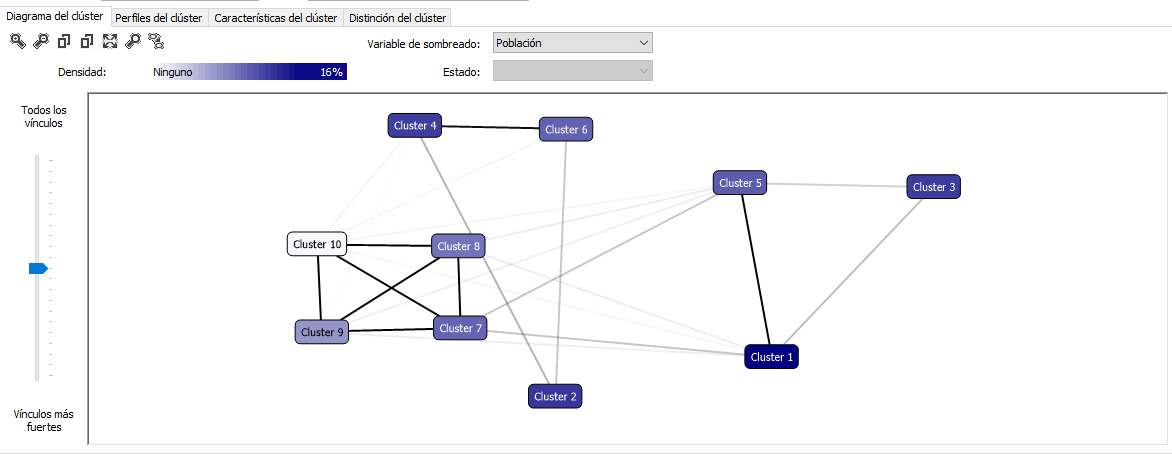 Diagrama del clúster Perfiles del clúster Características del clúster Distinción del clúster
Variable de sombreado: Población
Densidad: Ninguno 16% Estado:
Todos los
vínculos
Cluster 4
Cluster 6
Cluster 5
Cluster 3
Cluster 10
Cluster 8
Cluster 9
Cluster 7
Cluster 1
Cluster 2
Vínculos más
fuertes